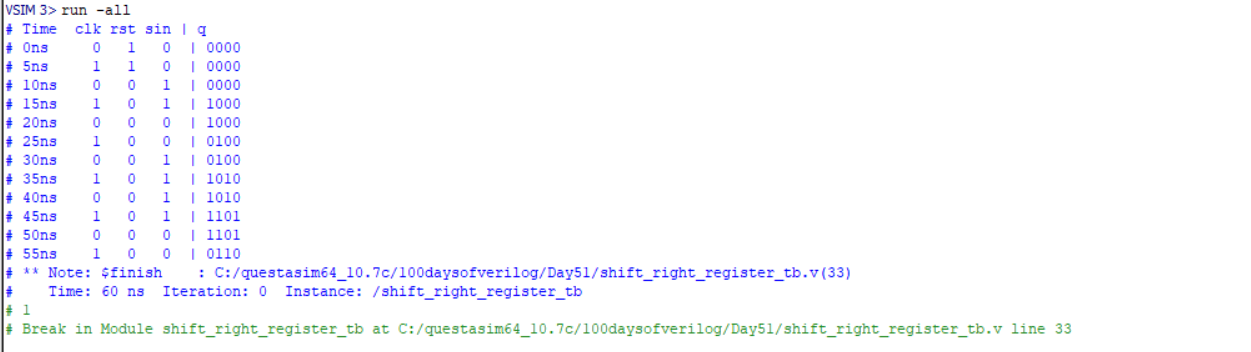 VSIM 3> run -all
# Time  clk rst sin | q
# 0ns     0   1   0  | 0000
# 5ns     1   1   0  | 0000
# 10ns    0   0   1  | 0000
# 15ns    1   0   1  | 1000
# 20ns    0   0   0  | 1000
# 25ns    1   0   0  | 0100
# 30ns    0   0   1  | 0100
# 35ns    1   0   1  | 1010
# 40ns    0   0   1  | 1010
# 45ns    1   0   1  | 1101
# 50ns    0   0   0  | 1101
# 55ns    1   0   0  | 0110
# ** Note: $finish    : C:/questasim64_10.7c/100daysofverilog/Day51/shift_right_register_tb.v(33)
#    Time: 60 ns  Iteration: 0  Instance: /shift_right_register_tb
# 1
# Break in Module shift_right_register_tb at C:/questasim64_10.7c/100daysofverilog/Day51/shift_right_register_tb.v line 33